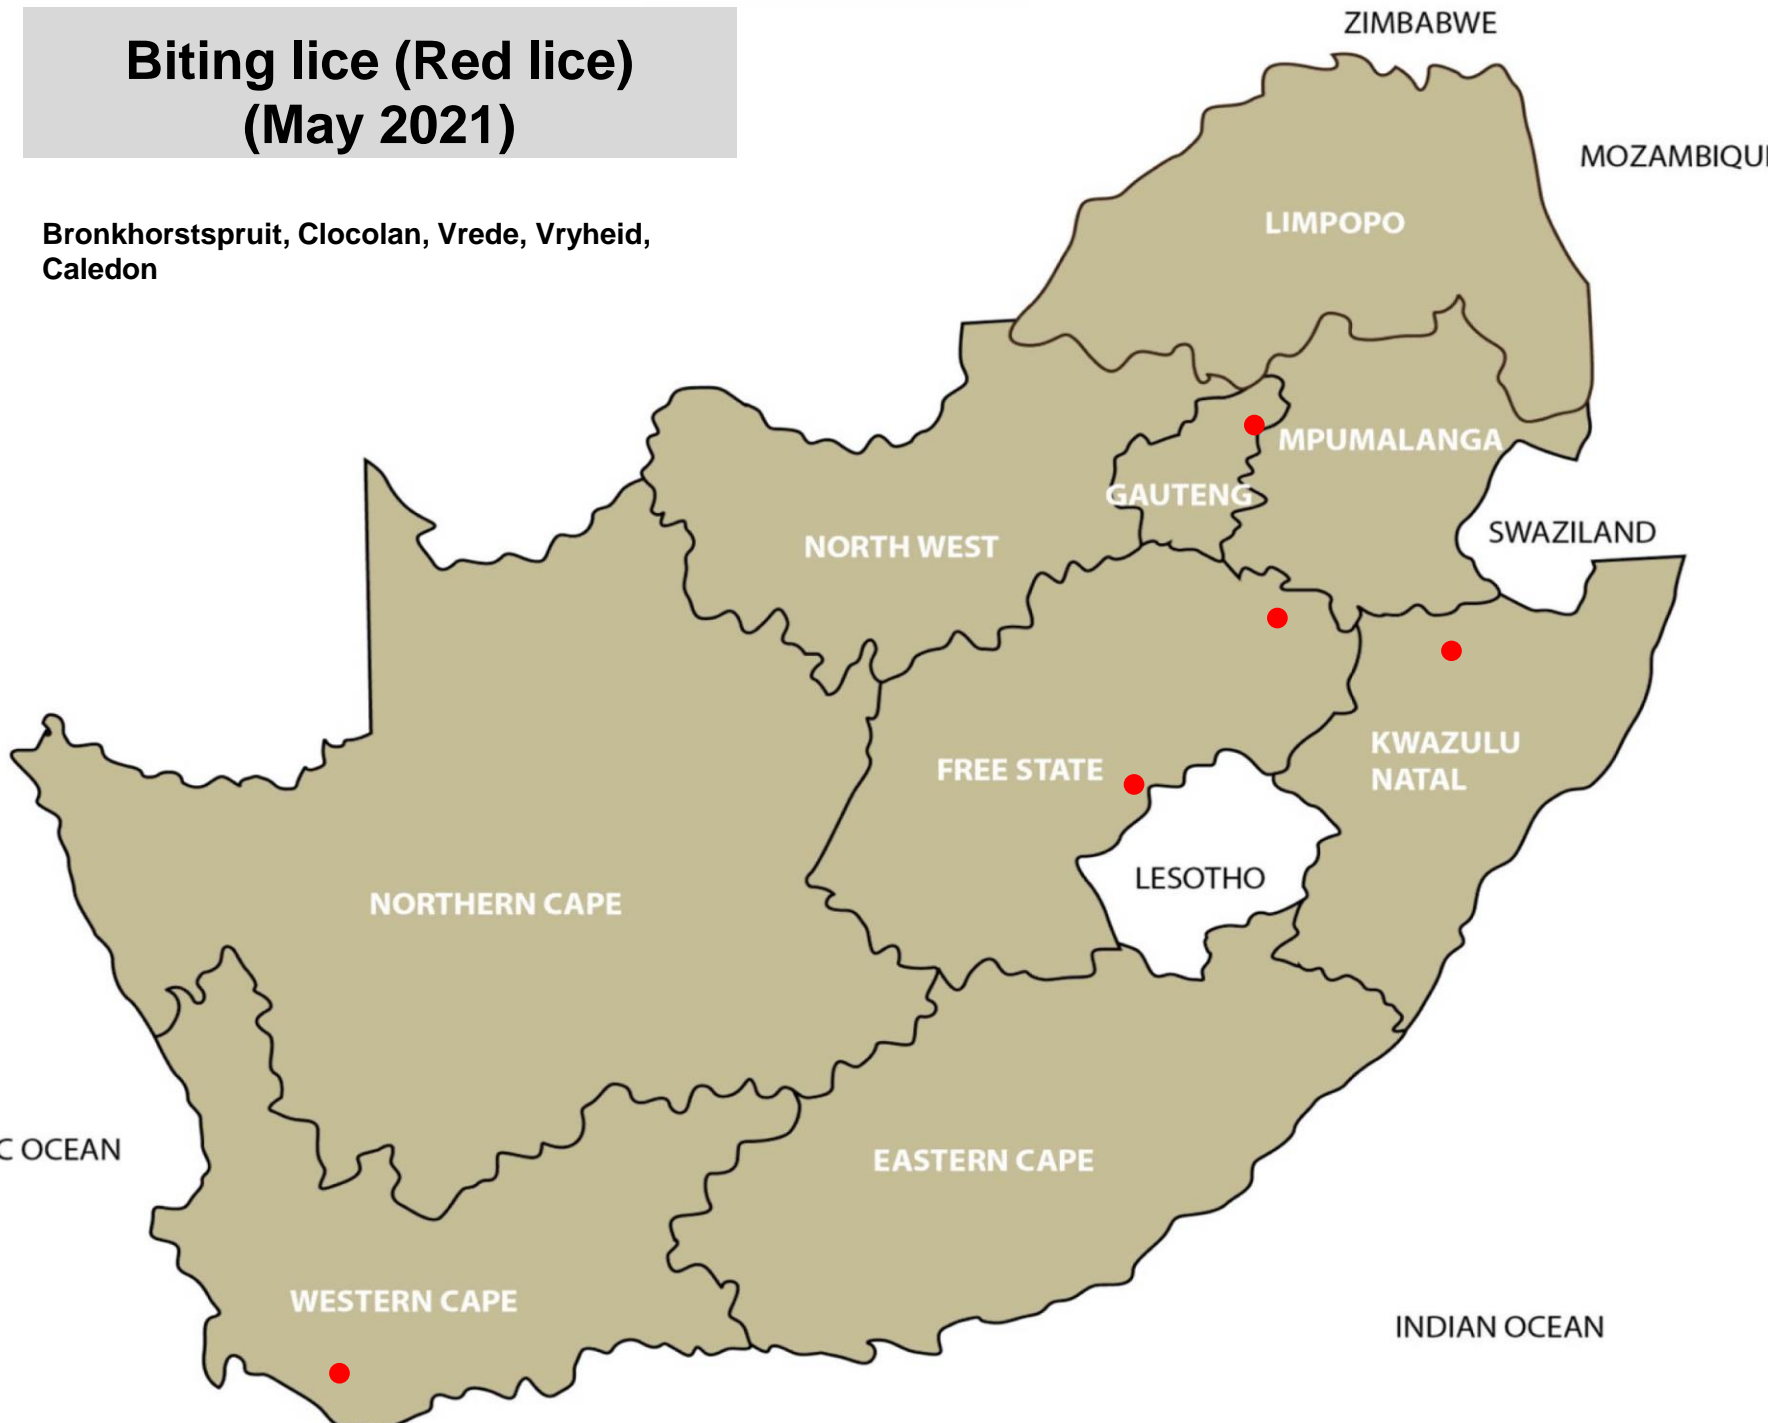 Biting lice (Red lice)
(May 2021)
Bronkhorstspruit, Clocolan, Vrede, Vryheid,
Caledon
ZIMBABWE
MOZAMBIQU
LIMPOPO
MPUMALANGA
GAUTENG
SWAZILAND
NORTH WEST
KWAZULU
NATAL
FREE STATE
LESOTHO
NORTHERN CAPE
C OCEAN
EASTERN CAPE
WESTERN CAPE
INDIAN OCEAN